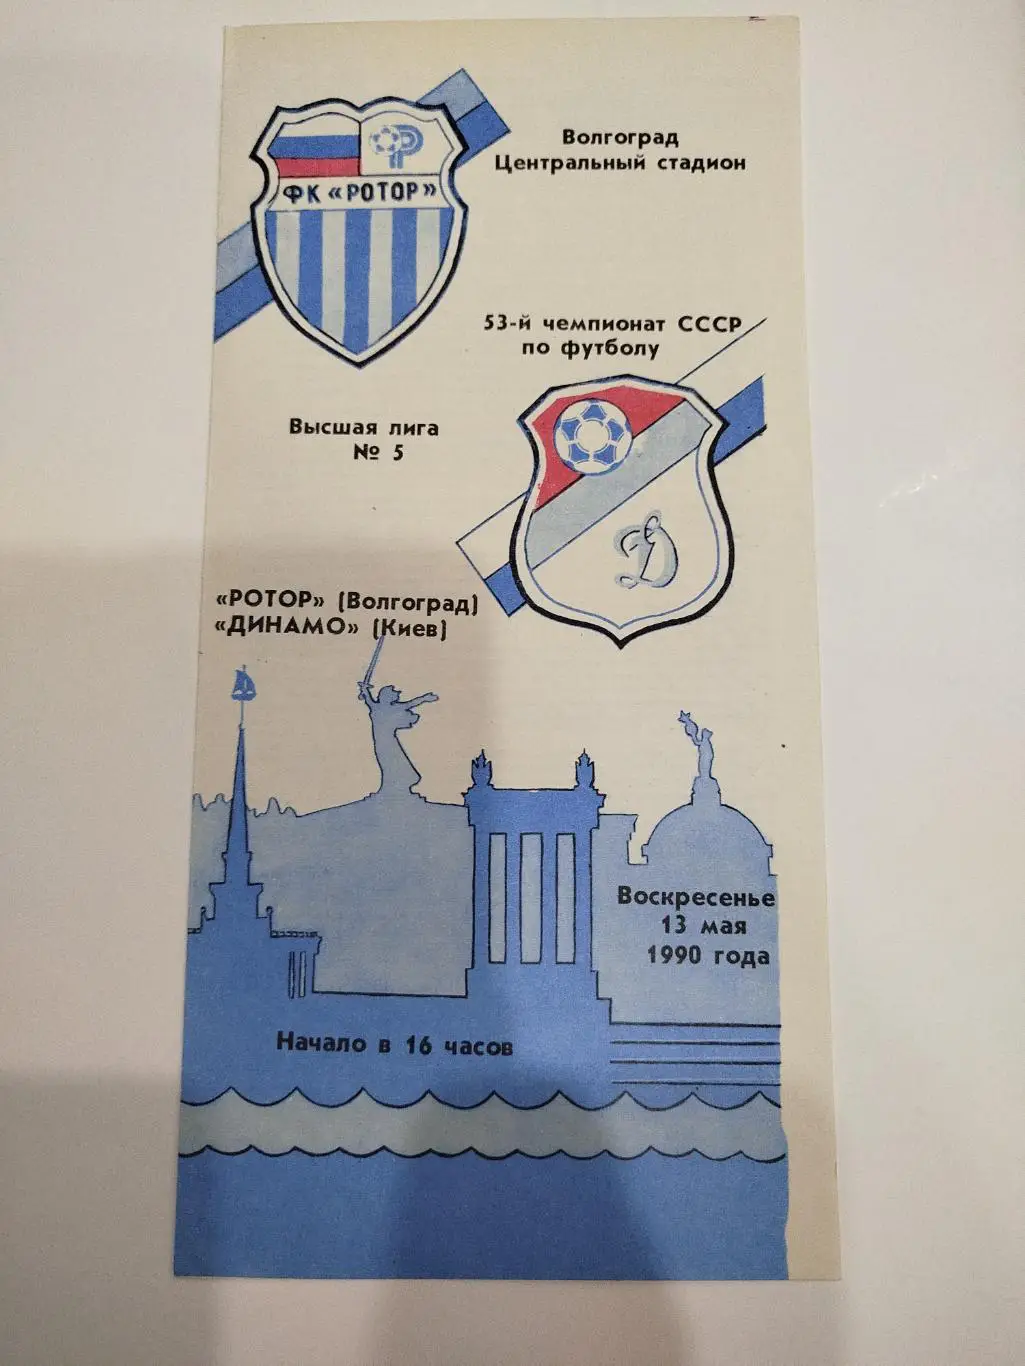 Волгоград
Центральный стадион
ФК «РОТОР»
53-й чемпионат СССР
по футболу
Высшая лига
№ 5
Д
«РОТОР» (Волгоград)
«ДИНАМО» (Киев)
Воскресенье
13 мая
1990 года
Начало в 16 часов